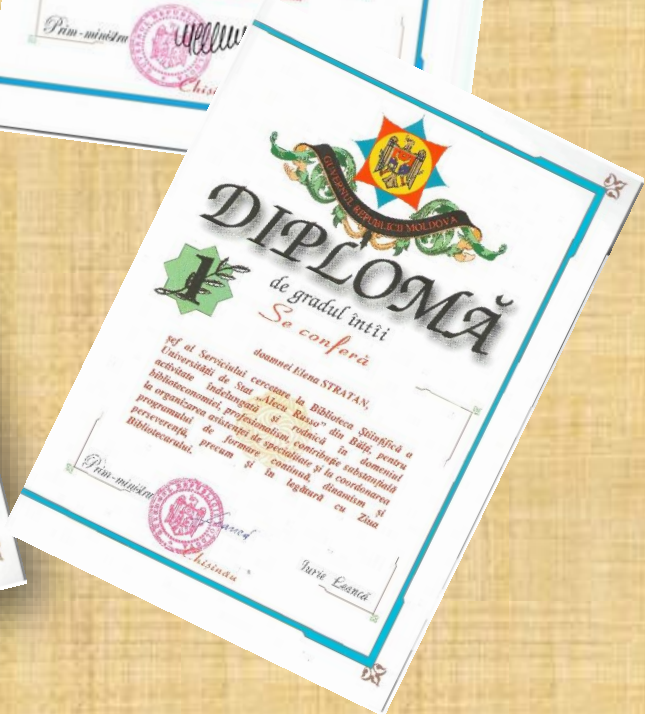 Prim-ministru
Chiși
GUVERNUL REPUBLICII MOLDOVA
DIPLOMĂ
de gradul întîi
1
Se conferă
doamnei Elena STRATAN,
șef al Serviciului cercetare la Biblioteca Științifică a
Universității de Stat „Alecu Russo” din Bălți, pentru
activitate îndelungată și rodnică în domeniul
biblioteconomiei, profesionalism, contribuție substanțială
la organizarea asistenței de specialitate și la coordonarea
programului de formare continuă, dinamism și
perseverență, precum și în legătură cu Ziua
Bibliotecarului.
Prim-ministru
Chișinău
Iurie Leancă